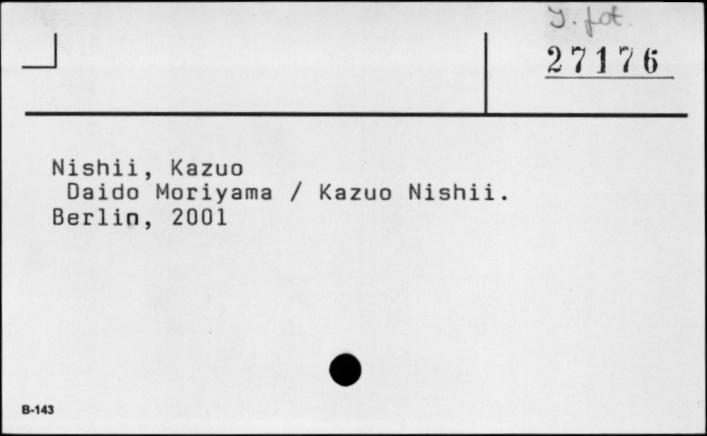 Y. fot.
27176
Nishii, Kazuo
Daido Moriyama / Kazuo Nishii.
Berlin, 2001
B-143